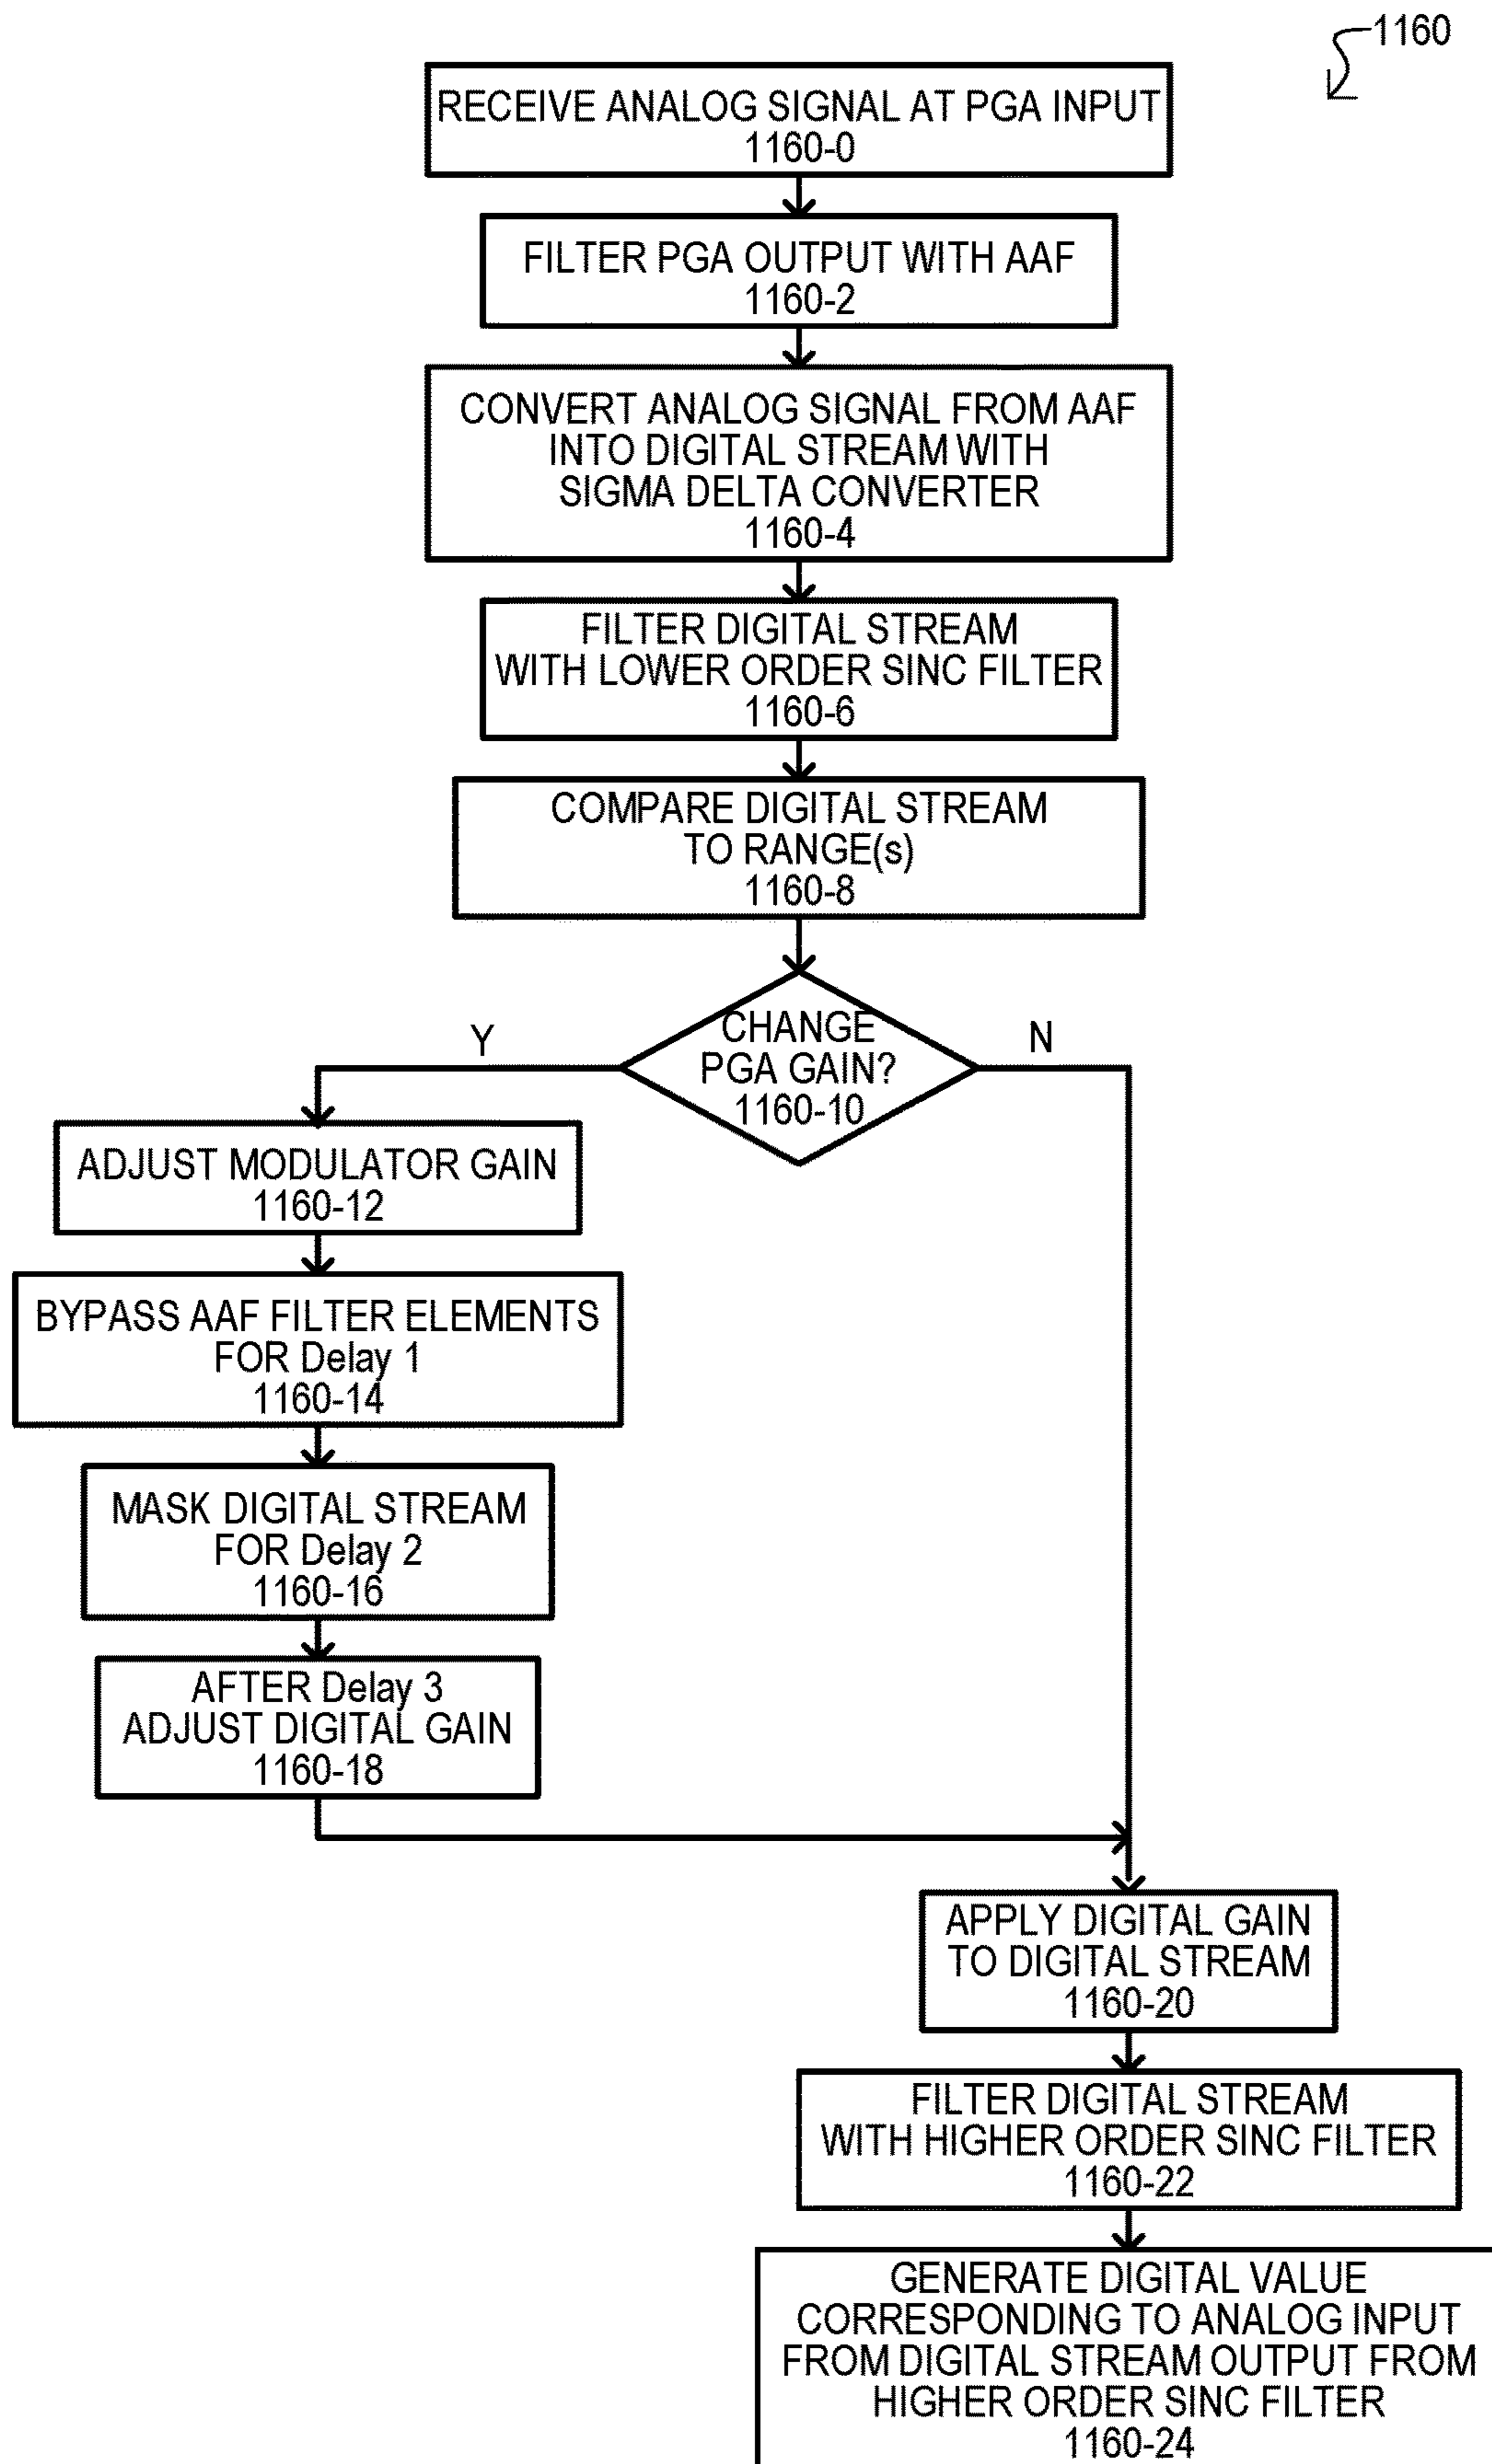 1160
RECEIVE ANALOG SIGNAL AT PGA INPUT
1160-0
FILTER PGA OUTPUT WITH AAF
1160-2
CONVERT ANALOG SIGNAL FROM AAF
INTO DIGITAL STREAM WITH
SIGMA DELTA CONVERTER
1160-4
FILTER DIGITAL STREAM
WITH LOWER ORDER SINC FILTER
1160-6
COMPARE DIGITAL STREAM
TO RANGE(s)
1160-8
CHANGE
PGA GAIN?
1160-10
Y
N
ADJUST MODULATOR GAIN
1160-12
BYPASS AAF FILTER ELEMENTS
FOR Delay 1
1160-14
MASK DIGITAL STREAM
FOR Delay 2
1160-16
AFTER Delay 3
ADJUST DIGITAL GAIN
1160-18
APPLY DIGITAL GAIN
TO DIGITAL STREAM
1160-20
FILTER DIGITAL STREAM
WITH HIGHER ORDER SINC FILTER
1160-22
GENERATE DIGITAL VALUE
CORRESPONDING TO ANALOG INPUT
FROM DIGITAL STREAM OUTPUT FROM
HIGHER ORDER SINC FILTER
1160-24